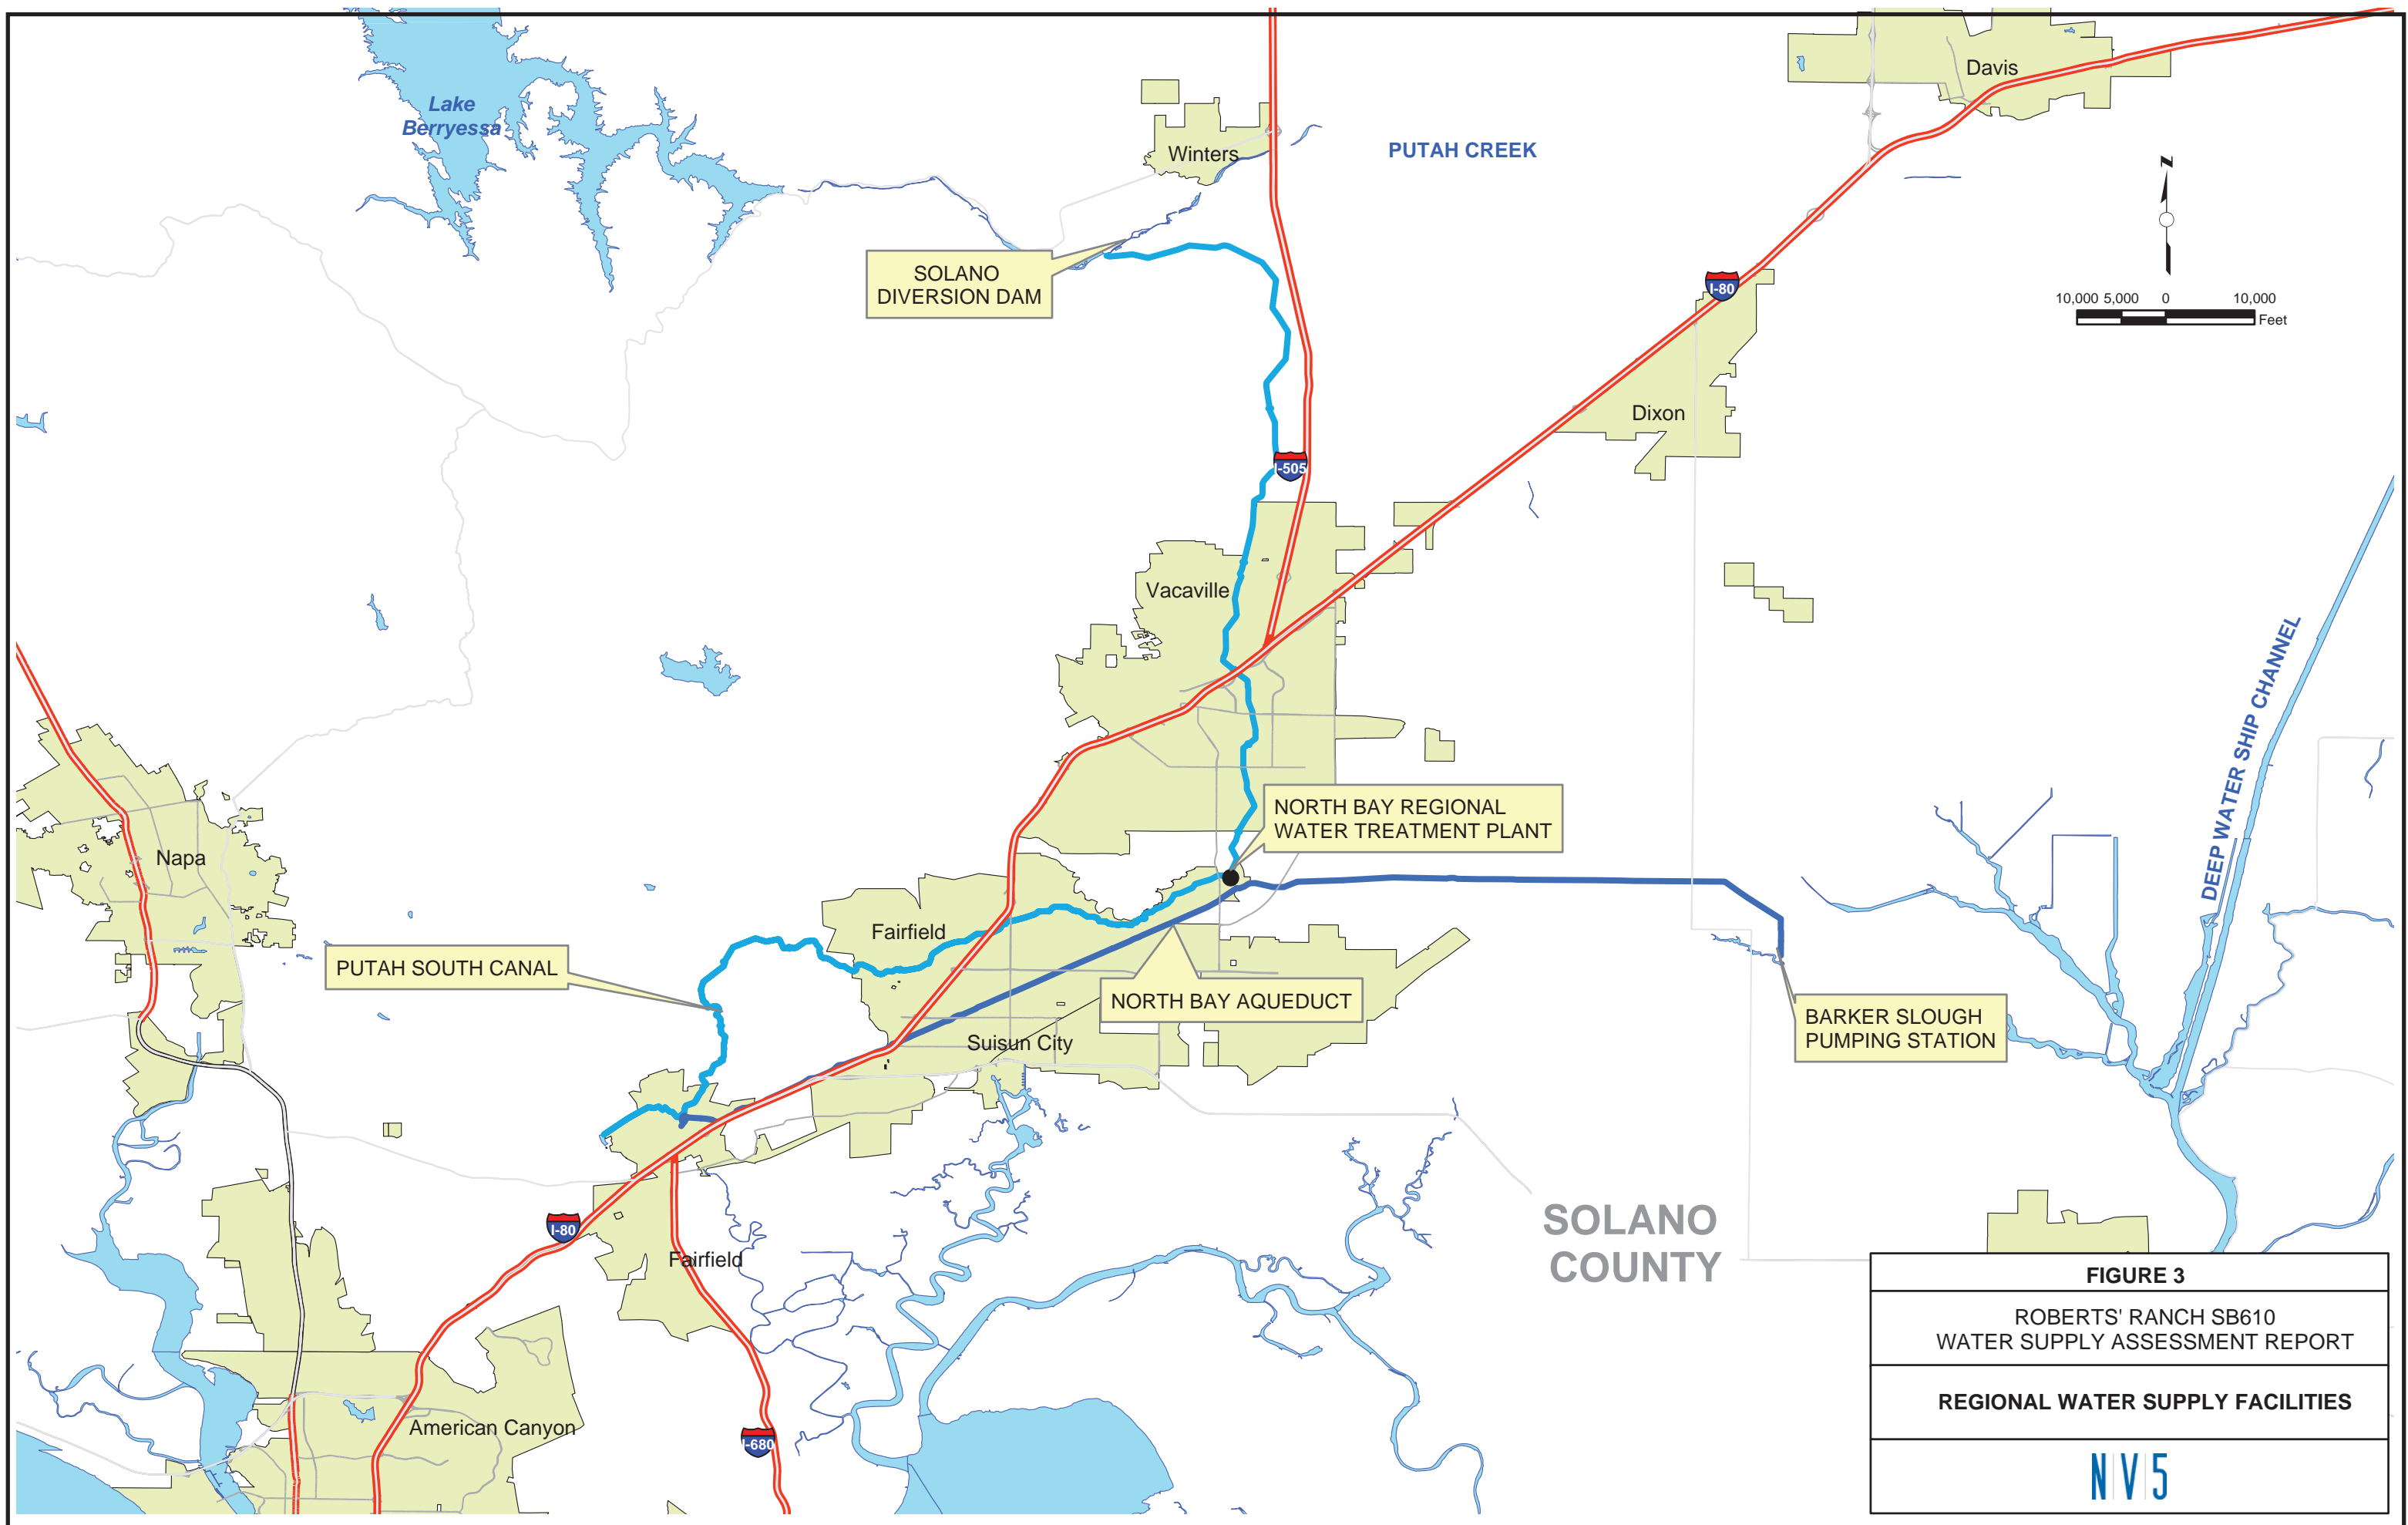 Lake
Berryessa
Winters
PUTAH CREEK
Davis
N
SOLANO
DIVERSION DAM
I-80
10,000 5,000 0 10,000
Feet
Dixon
I-505
Vacaville
DEEP WATER SHIP CHANNEL
NORTH BAY REGIONAL
WATER TREATMENT PLANT
Napa
Fairfield
PUTAH SOUTH CANAL
NORTH BAY AQUEDUCT
BARKER SLOUGH
PUMPING STATION
Suisun City
SOLANO
COUNTY
I-80
Fairfield
American Canyon
I-680
FIGURE 3
ROBERTS' RANCH SB610
WATER SUPPLY ASSESSMENT REPORT
REGIONAL WATER SUPPLY FACILITIES
N|V|5